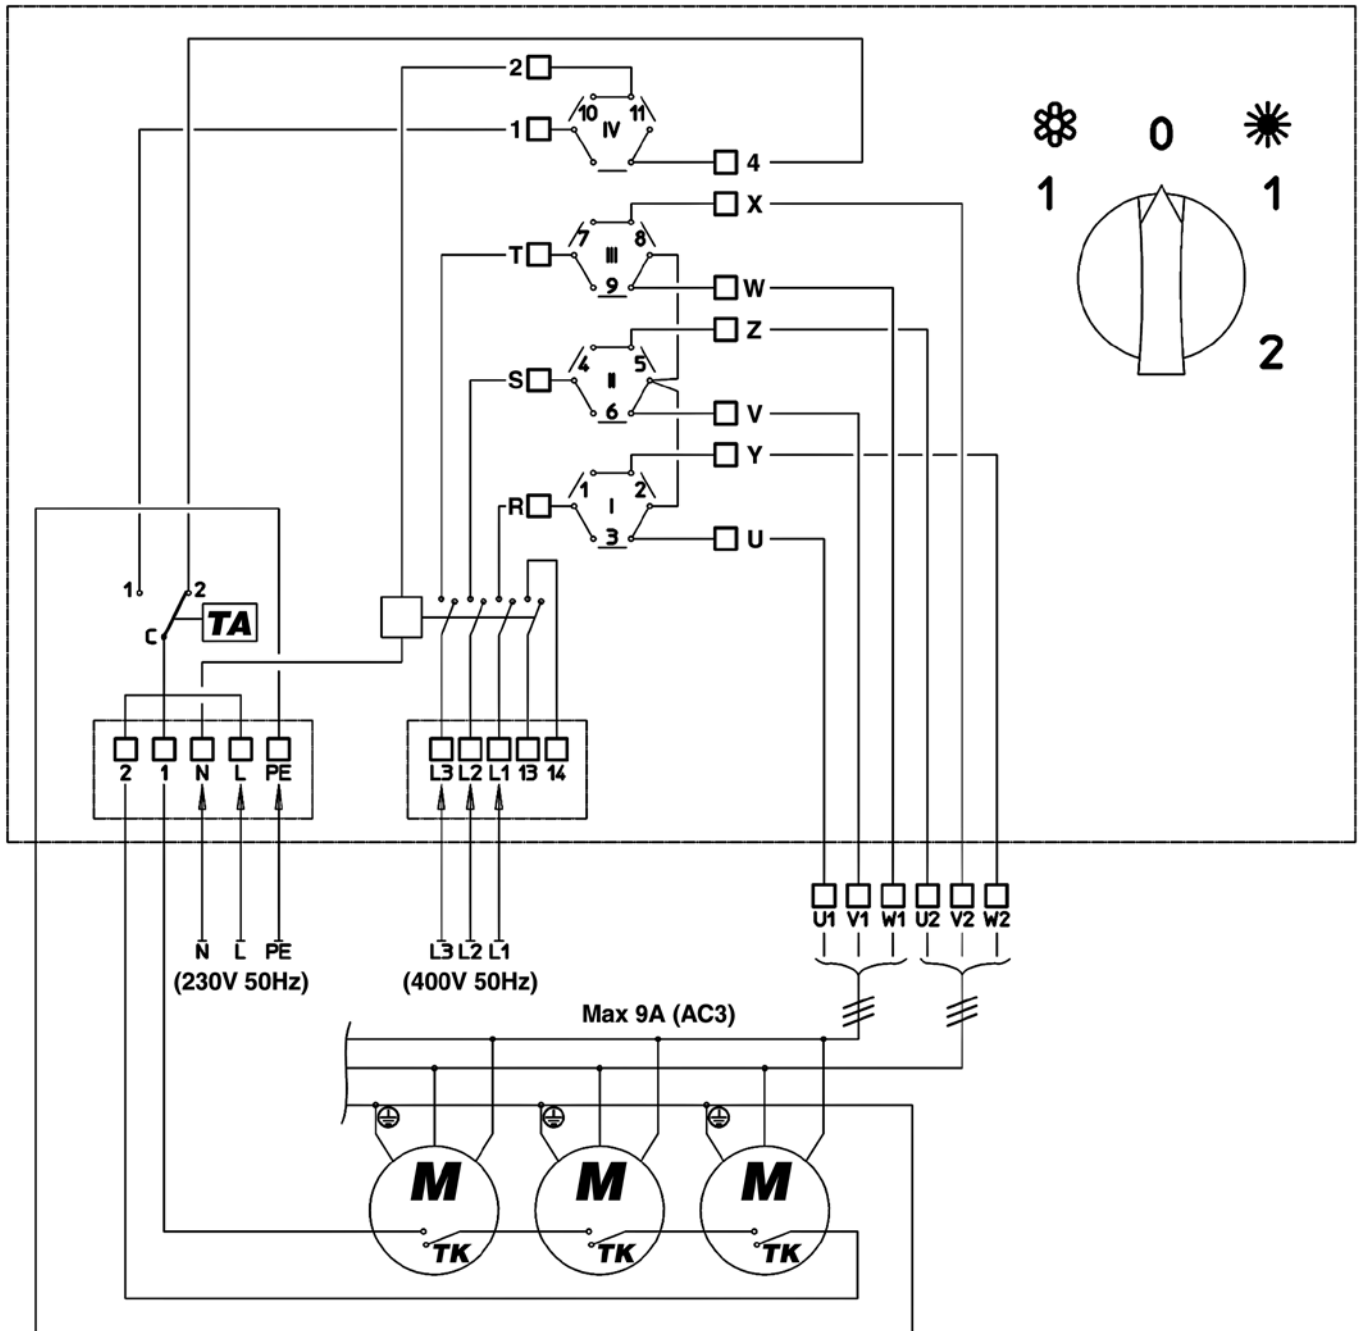 2
10 11
1 IV
4
0
1 1
X
7 8
T III
9 W
Z
4 5
S II
6 V
2
Y
1 2
R I
3 U
1 2
TA
C
2 1 N L PE
L3 L2 L1 13 14
U1 V1 W1 U2 V2 W2
N L PE
L3 L2 L1
(230V 50Hz)
(400V 50Hz)
Max 9A (AC3)
M M M
TK TK TK